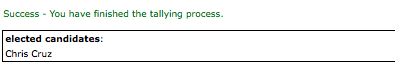 Success - You have finished the tallying process.
elected candidates:
Chris Cruz